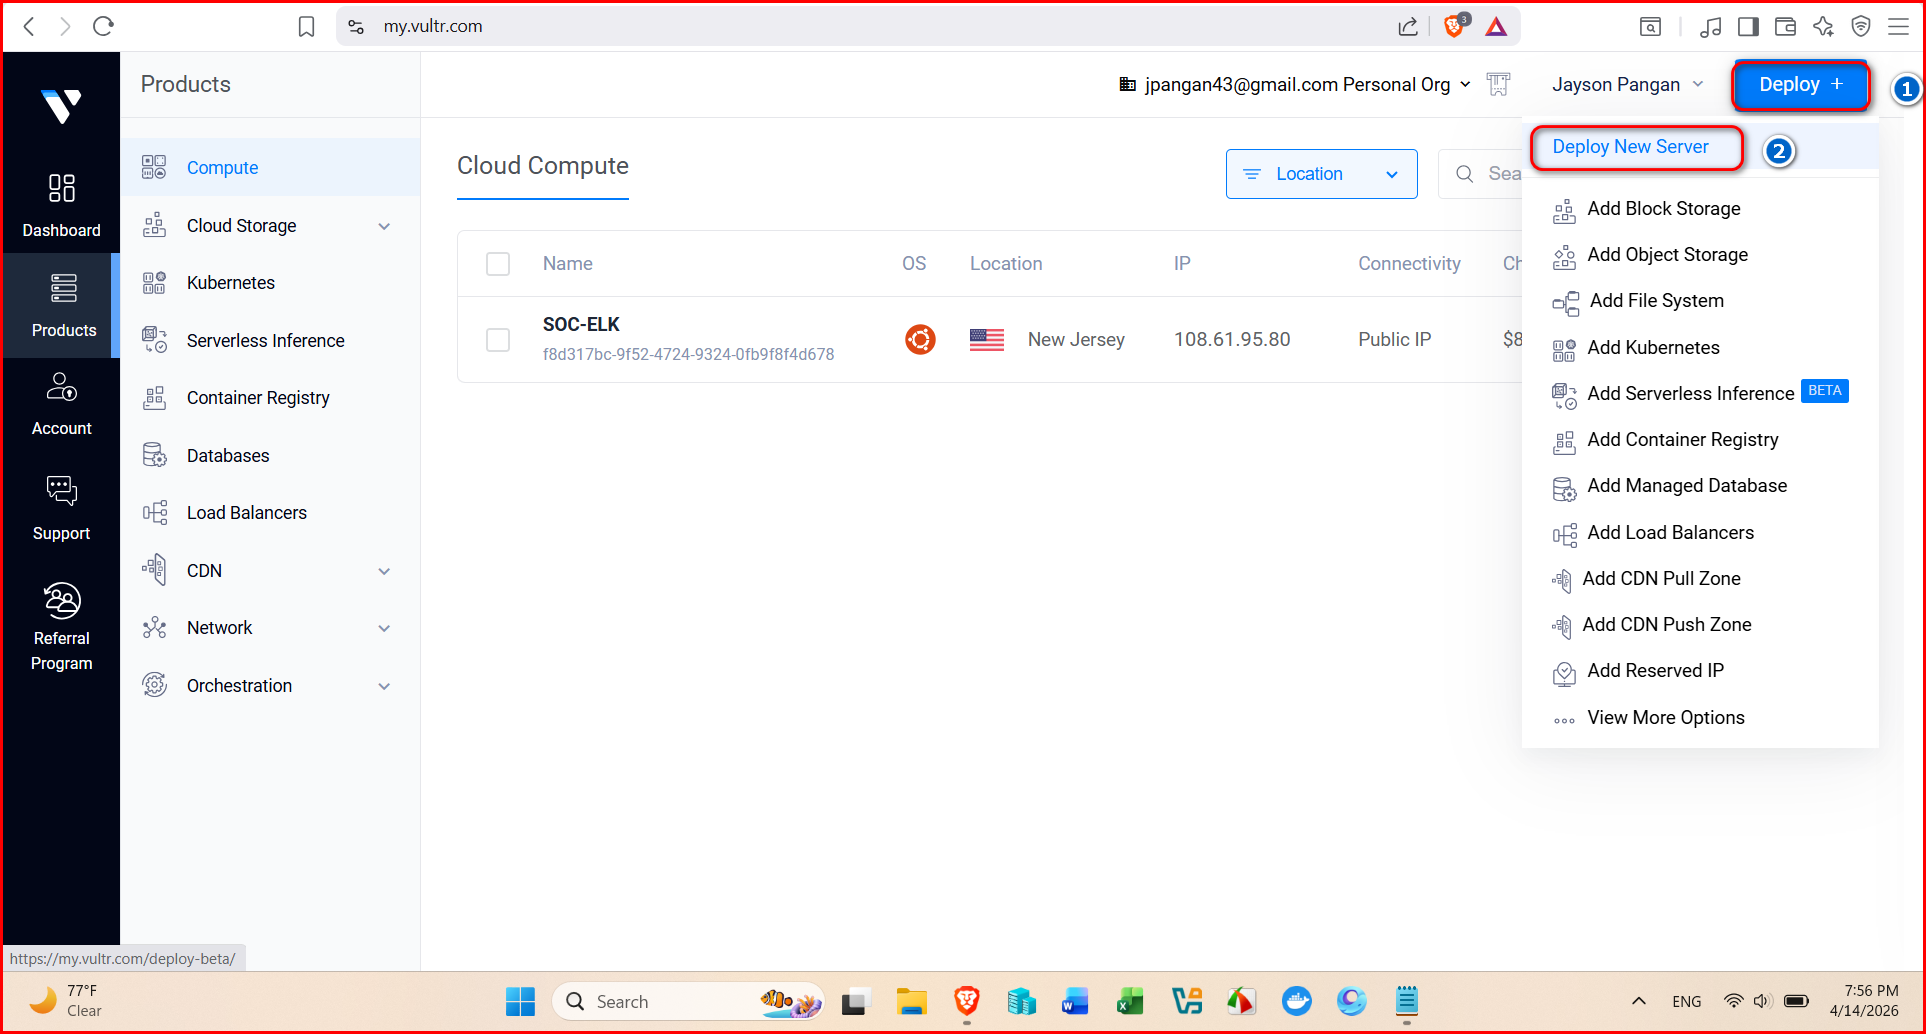 my.vultr.com
3
Products
jpangan43@gmail.com Personal Org
Jayson Pangan
Deploy +
1
Deploy New Server
2
Dashboard
Products
Account
Support
Referral
Program
Compute
Cloud Storage
Kubernetes
Serverless Inference
Container Registry
Databases
Load Balancers
CDN
Network
Orchestration
Cloud Compute
Location
Sea
Name
OS
Location
IP
Connectivity
Ch
SOC-ELK
f8d317bc-9f52-4724-9324-0fb9f8f4d678
New Jersey
108.61.95.80
Public IP
$8
Add Block Storage
Add Object Storage
Add File System
Add Kubernetes
Add Serverless Inference BETA
Add Container Registry
Add Managed Database
Add Load Balancers
Add CDN Pull Zone
Add CDN Push Zone
Add Reserved IP
View More Options
https://my.vultr.com/deploy-beta/
77°F
Clear
Search
ENG
7:56 PM
4/14/2026